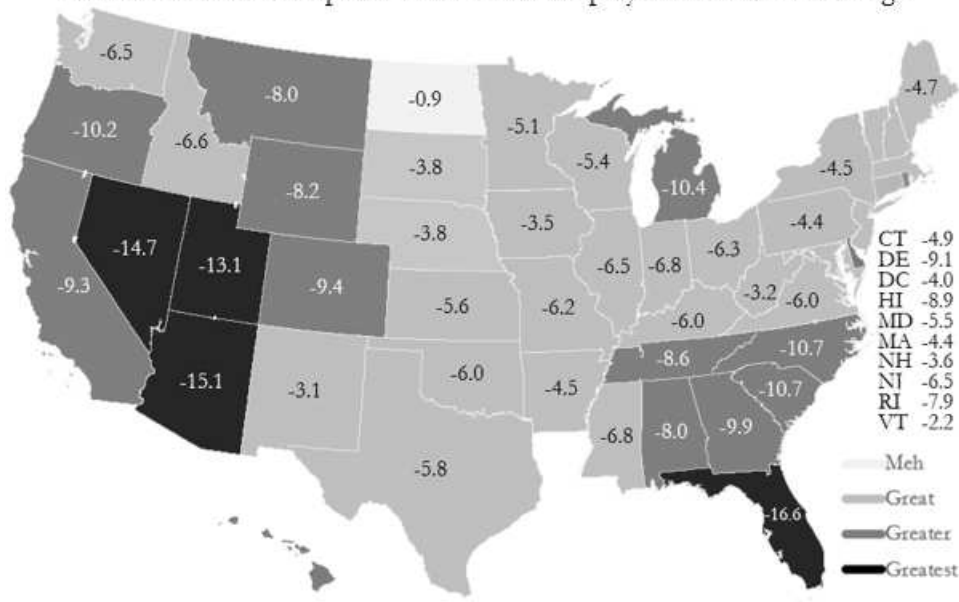 -6.5
-8.0
-0.9
-5.1
-4.7
-10.2
-6.6
-8.2
-3.8
-5.4
-10.4
-4.5
-14.7
-13.1
-3.8
-3.5
-4.4
-9.3
-9.4
-5.6
-6.2
-6.5
-6.8
-6.3
-3.2
-6.0
-6.0
-15.1
-3.1
-6.0
-4.5
-8.6
-10.7
-10.7
-5.8
-6.8
-8.0
-9.9
-16.6
CT -4.9
DE -9.1
DC -4.0
HI -8.9
MD -5.5
MA -4.4
NH -3.6
NJ -6.5
RI -7.9
VT -2.2
Meh
Great
Greater
Greatest